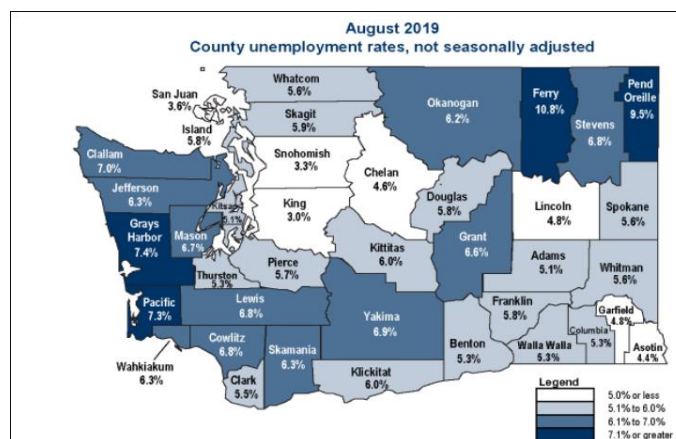 August 2019
County unemployment rates, not seasonally adjusted
Whatcom
5.6%
San Juan
3.6%
Skagit
5.9%
Island
5.8%
Okanogan
6.2%
Ferry
10.8%
Pend
Oreille
9.5%
Stevens
6.8%
Clallam
7.0%
Snohomish
3.3%
Chelan
4.6%
Jefferson
6.3%
Kitsap
5.1%
King
3.0%
Douglas
5.8%
Lincoln
4.8%
Spokane
5.6%
Grays
Harbor
7.4%
Mason
6.7%
Kittitas
6.0%
Grant
6.6%
Thurston
5.3%
Pierce
5.7%
Adams
5.1%
Whitman
5.6%
Pacific
7.3%
Lewis
6.8%
Yakima
6.9%
Franklin
5.8%
Garfield
4.8%
Columbia
5.3%
Wahkiakum
6.3%
Cowlitz
6.8%
Skamania
6.3%
Benton
5.3%
Walla Walla
5.3%
Asotin
4.4%
Clark
5.5%
Klickitat
6.0%
Legend
5.0% or less
5.1% to 6.0%
6.1% to 7.0%
7.1% or greater